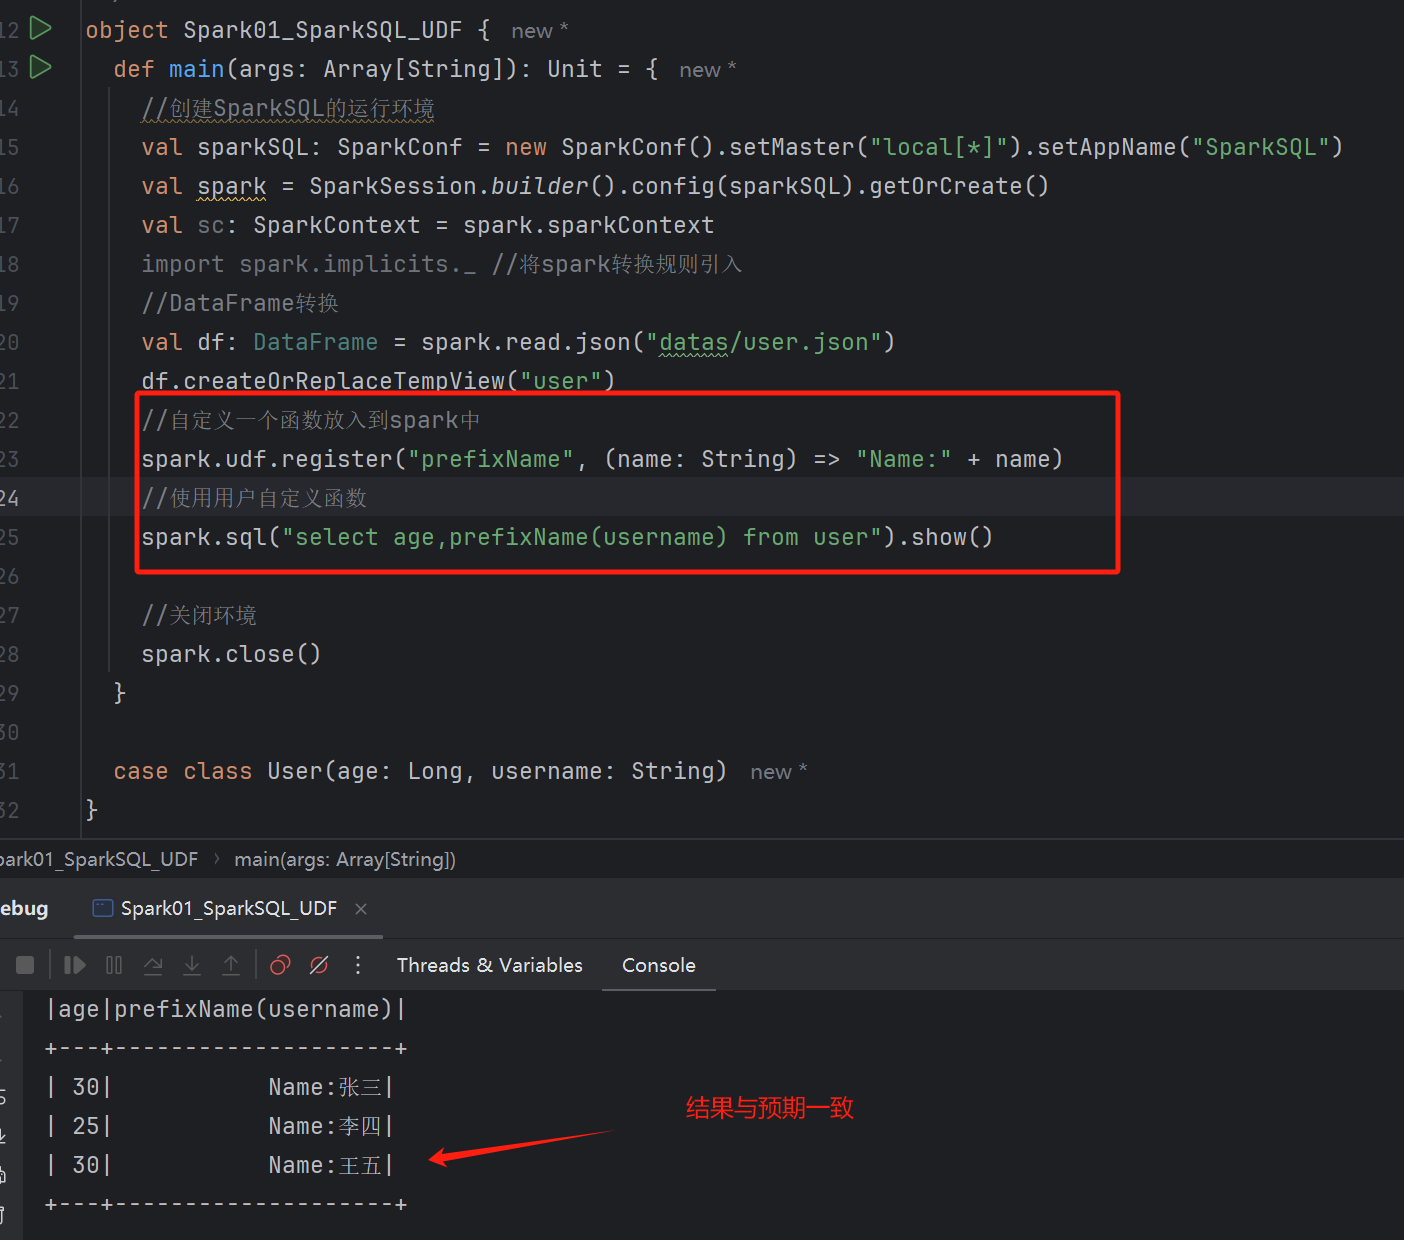 12 object Spark01_SparkSQL_UDF { new *
13 def main(args: Array[String]): Unit = { new *
14 //创建SparkSQL的运行环境
15 val sparkSQL: SparkConf = new SparkConf().setMaster("local[*]").setAppName("SparkSQL")
16 val spark = SparkSession.builder().config(sparkSQL).getOrCreate()
17 val sc: SparkContext = spark.sparkContext
18 import spark.implicits._ //将spark转换规则引入
19 //DataFrame转换
20 val df: DataFrame = spark.read.json("datas/user.json")
21 df.createOrReplaceTempView("user")
22 //自定义一个函数放入到spark中
23 spark.udf.register("prefixName", (name: String) => "Name:" + name)
24 //使用用户自定义函数
25 spark.sql("select age,prefixName(username) from user").show()
26
27 //关闭环境
28 spark.close()
29 }
30
31 case class User(age: Long, username: String) new *
32 }
park01_SparkSQL_UDF › main(args: Array[String])
ebug Spark01_SparkSQL_UDF ×
Threads & Variables Console
|age|prefixName(username)|
+---+--------------------+
| 30| Name:张三|
| 25| Name:李四|
| 30| Name:王五|
+---+--------------------+
结果与预期一致